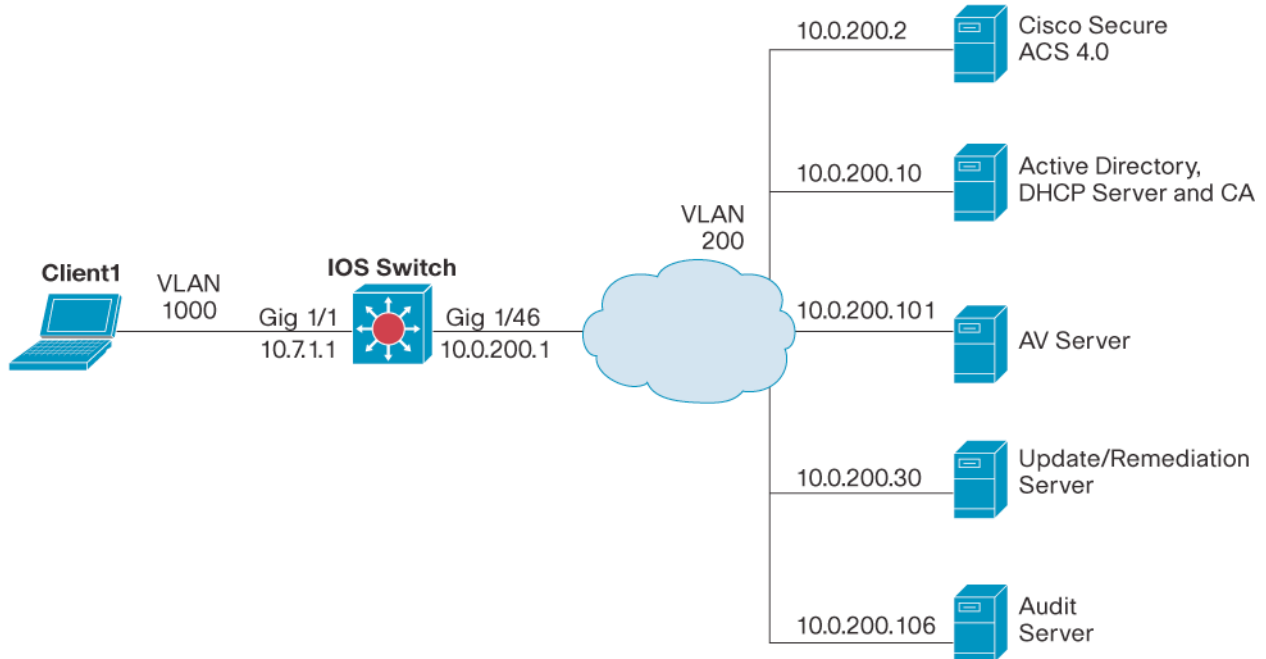 Client1
VLAN
1000
IOS Switch
Gig 1/1
10.7.1.1
Gig 1/46
10.0.200.1
VLAN
200
10.0.200.2
Cisco Secure
ACS 4.0
10.0.200.10
Active Directory,
DHCP Server and CA
10.0.200.101
AV Server
10.0.200.30
Update/Remediation
Server
10.0.200.106
Audit
Server